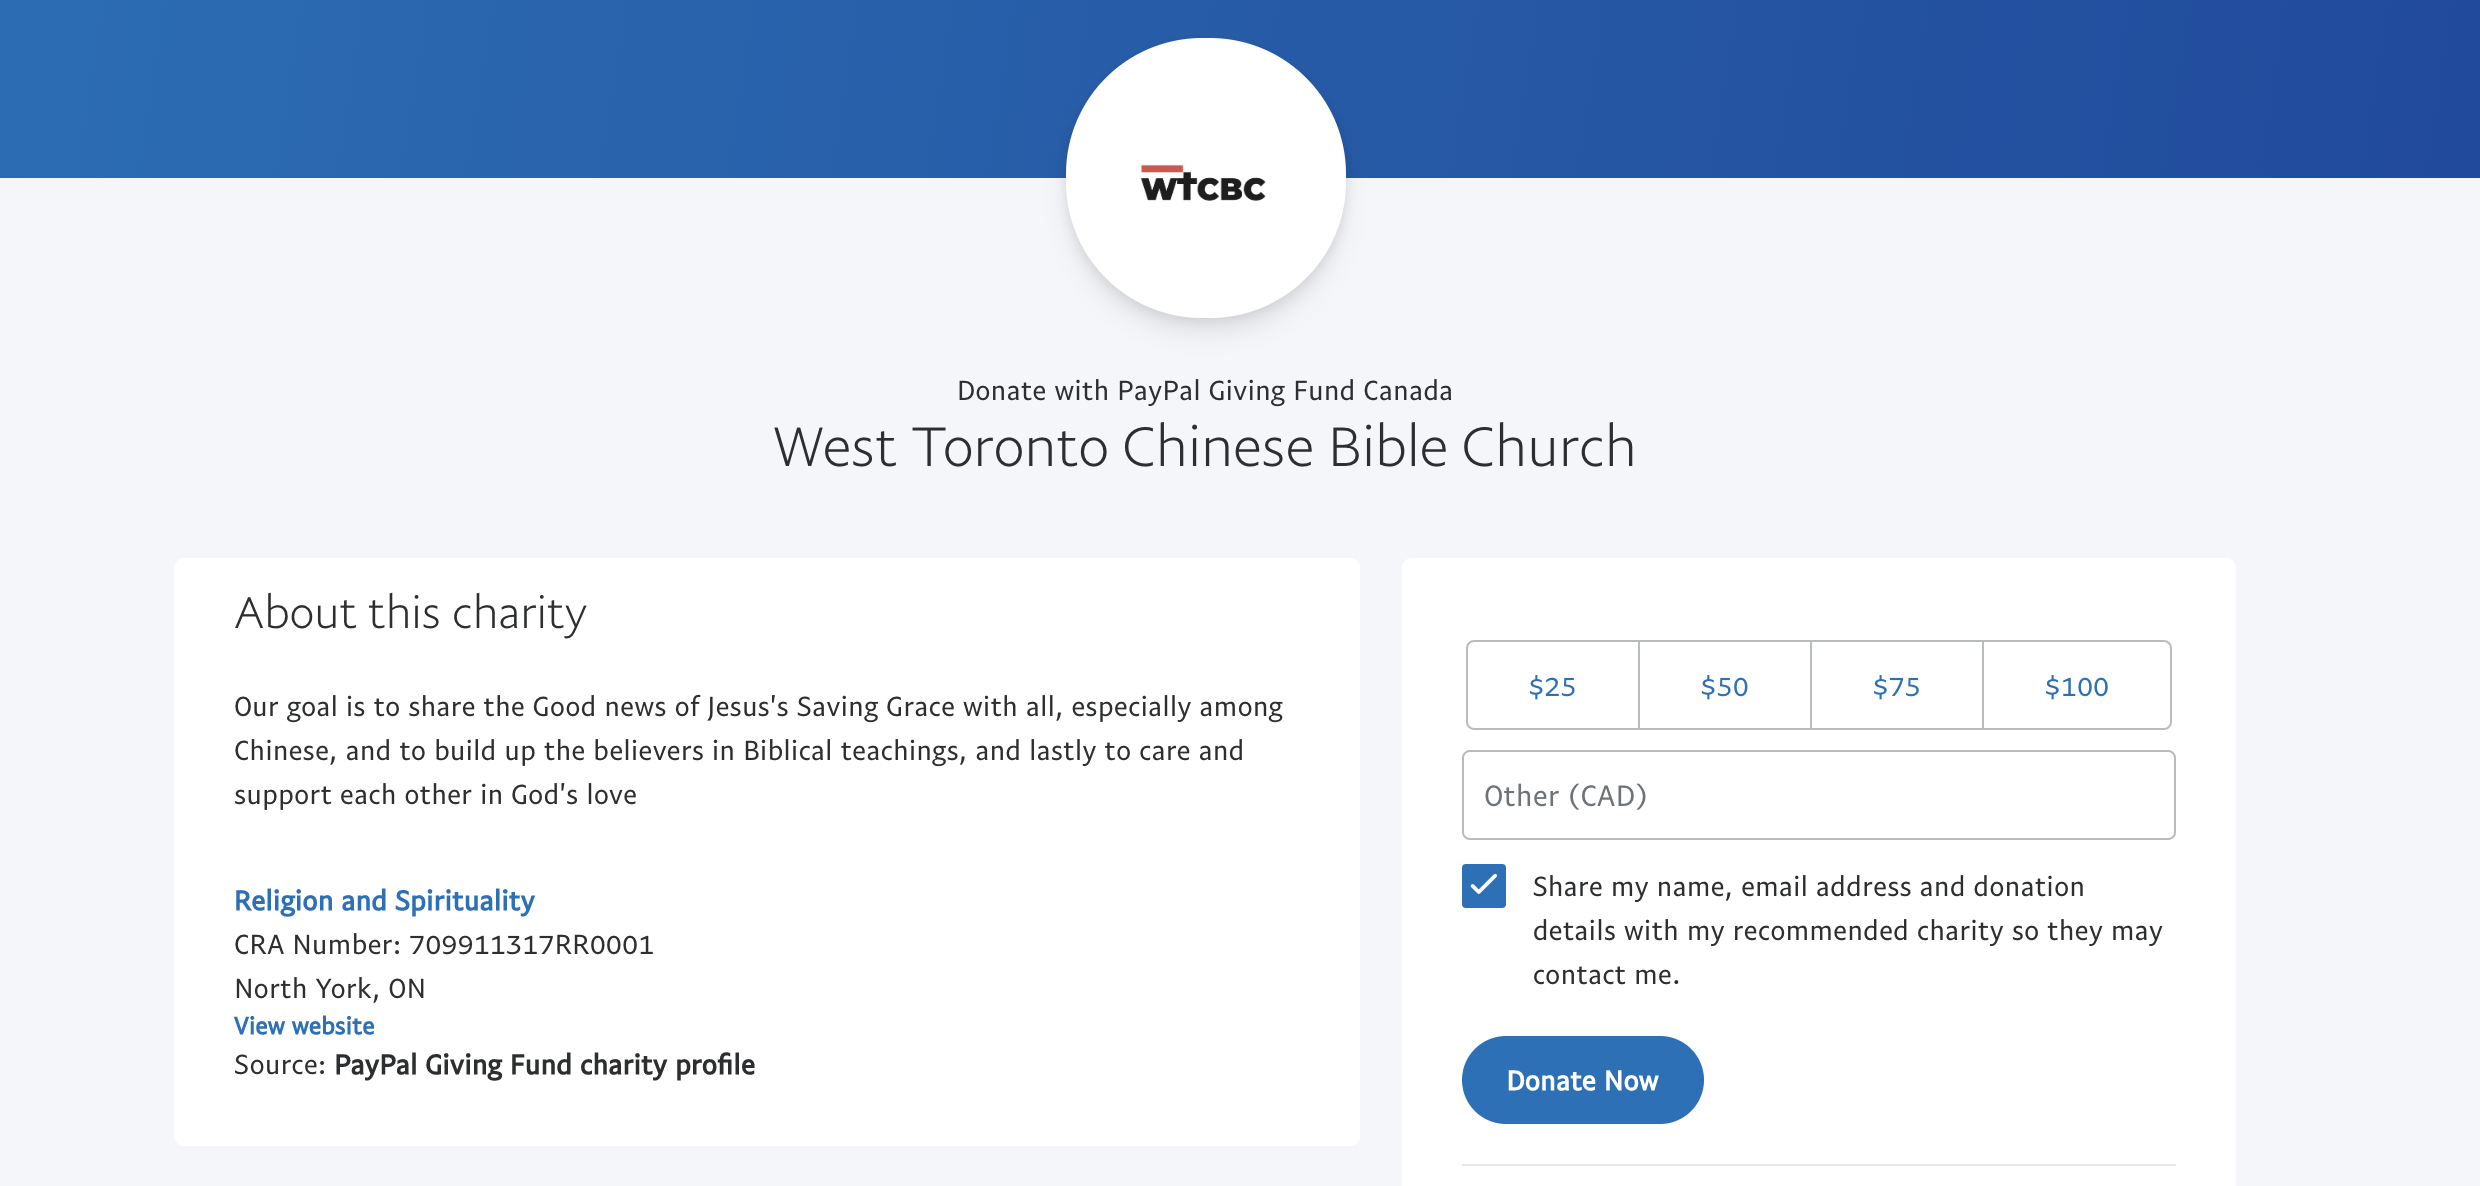 wtcbc
Donate with PayPal Giving Fund Canada
West Toronto Chinese Bible Church
About this charity
Our goal is to share the Good news of Jesus's Saving Grace with all, especially among
Chinese, and to build up the believers in Biblical teachings, and lastly to care and
support each other in God's love
Religion and Spirituality
CRA Number: 709911317RR0001
North York, ON
View website
Source: PayPal Giving Fund charity profile
$25 $50 $75 $100
Other (CAD)
Share my name, email address and donation
details with my recommended charity so they may
contact me.
Donate Now